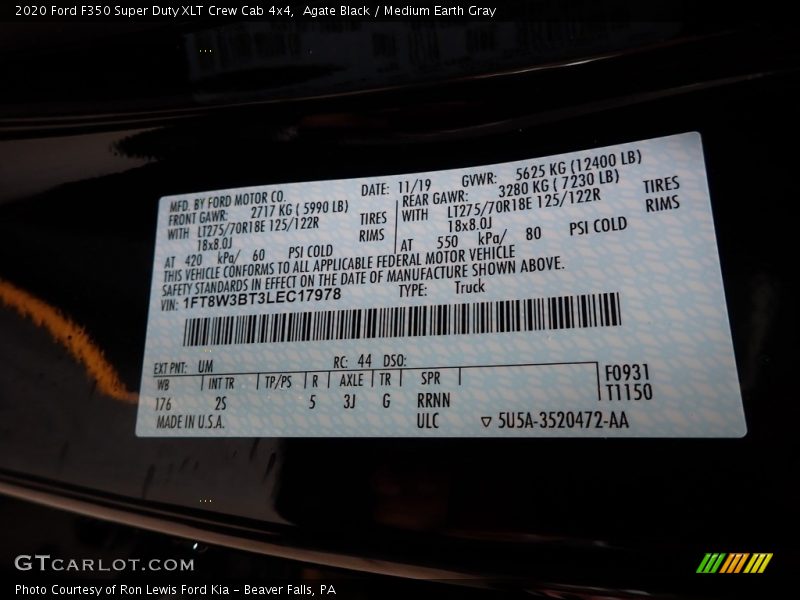 2020 Ford F350 Super Duty XLT Crew Cab 4x4,  Agate Black / Medium Earth Gray
MFD. BY FORD MOTOR CO. DATE: 11/19 GVWR: 5625 KG (12400 LB)
FRONT GAWR: 2717 KG ( 5990 LB) REAR GAWR: 3280 KG ( 7230 LB)
WITH LT275/70R18E 125/122R TIRES WITH LT275/70R18E 125/122R TIRES
18x8.0J RIMS 18x8.0J RIMS
AT 420 kPa/ 60 PSI COLD AT 550 kPa/ 80 PSI COLD
THIS VEHICLE CONFORMS TO ALL APPLICABLE FEDERAL MOTOR VEHICLE
SAFETY STANDARDS IN EFFECT ON THE DATE OF MANUFACTURE SHOWN ABOVE.
VIN: 1FT8W3BT3LEC17978 TYPE: Truck
EXT PNT: UM RC: 44 DSO:
WB INT TR TP/PS R AXLE TR SPR F0931
176 2S 5 3J G RRNN T1150
MADE IN U.S.A. ULC ▽ 5U5A-3520472-AA
GTCARLOT.COM
Photo Courtesy of Ron Lewis Ford Kia - Beaver Falls, PA